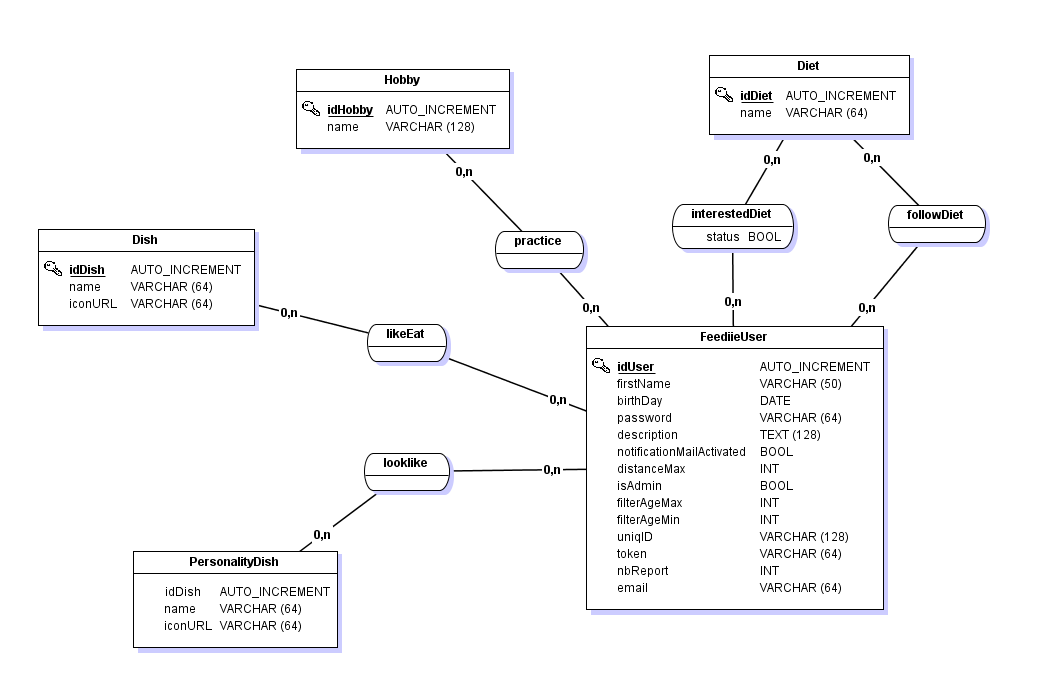 Hobby
idHobby AUTO_INCREMENT
name VARCHAR (128)
Diet
idDiet AUTO_INCREMENT
name VARCHAR (64)
0,n
0,n
0,n
interestedDiet
status BOOL
followDiet
practice
Dish
idDish AUTO_INCREMENT
name VARCHAR (64)
iconURL VARCHAR (64)
0,n
0,n
0,n
0,n
likeEat
0,n
FeediieUser
idUser AUTO_INCREMENT
firstName VARCHAR (50)
birthDay DATE
password VARCHAR (64)
description TEXT (128)
notificationMailActivated BOOL
distanceMax INT
isAdmin BOOL
filterAgeMax INT
filterAgeMin INT
uniqID VARCHAR (128)
token VARCHAR (64)
nbReport INT
email VARCHAR (64)
looklike
0,n
0,n
PersonalityDish
idDish AUTO_INCREMENT
name VARCHAR (64)
iconURL VARCHAR (64)